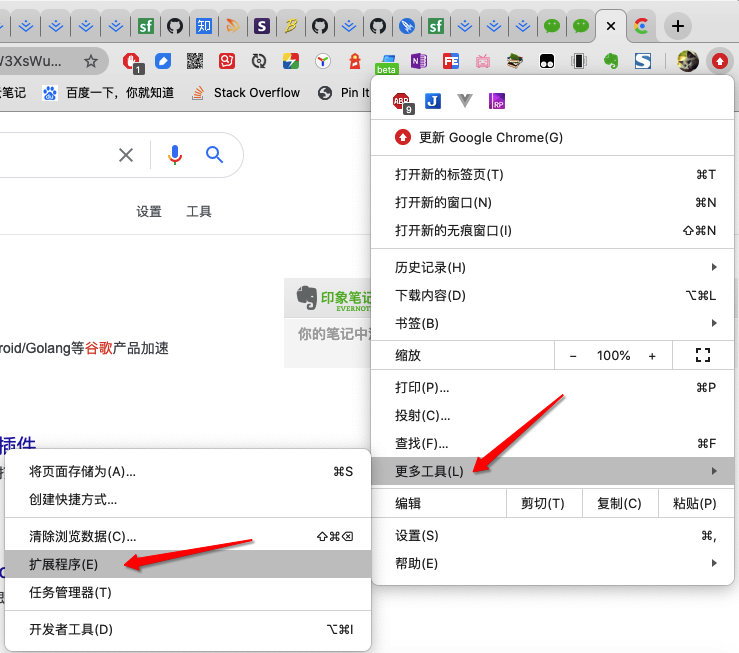 sf
知
S
sf
V3XsWu...
1
beta
N
FE
S
笔记
百度一下，你就知道
Stack Overflow
Pin It
ABP
9
J
RP
更新 Google Chrome(G)
打开新的标签页(T) ⌘T
打开新的窗口(N) ⌘N
打开新的无痕窗口(I) ⇧⌘N
设置
工具
历史记录(H)
下载内容(D) ⌥⌘L
书签(B)
印象笔记
EVERNOTE
你的笔记中
roid/Golang等谷歌产品加速
缩放 − 100% +
打印(P)... ⌘P
投射(C)...
查找(F)... ⌘F
插件
更多工具(L)
编辑 剪切(T) 复制(C) 粘贴(P)
设置(S) ⌘,
帮助(E)
将页面存储为(A)... ⌘S
创建快捷方式...
清除浏览数据(C)... ⇧⌘⌫
扩展程序(E)
任务管理器(T)
开发者工具(D) ⌥⌘I